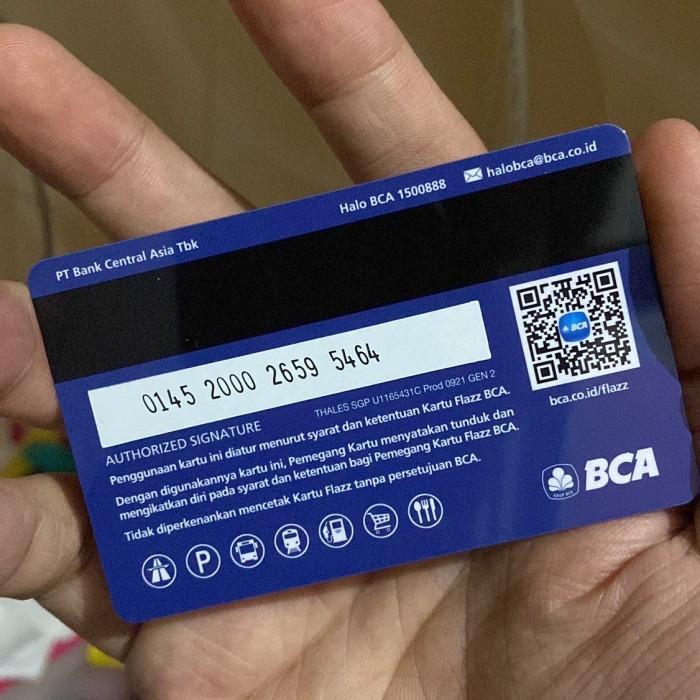 PT Bank Central Asia Tbk
Halo BCA 1500888
halobca@bca.co.id
0145 2000 2659 5464
THALES SGP U1165431C Prod 0921 GEN 2
AUTHORIZED SIGNATURE
bca.co.id/flazz
Penggunaan kartu ini diatur menurut syarat dan ketentuan Kartu Flazz BCA.
Dengan digunakannya kartu ini, Pemegang Kartu menyatakan tunduk dan
mengikatkan diri pada syarat dan ketentuan bagi Pemegang Kartu Flazz BCA.
Tidak diperkenankan mencetak Kartu Flazz tanpa persetujuan BCA.
P
BCA
BCA